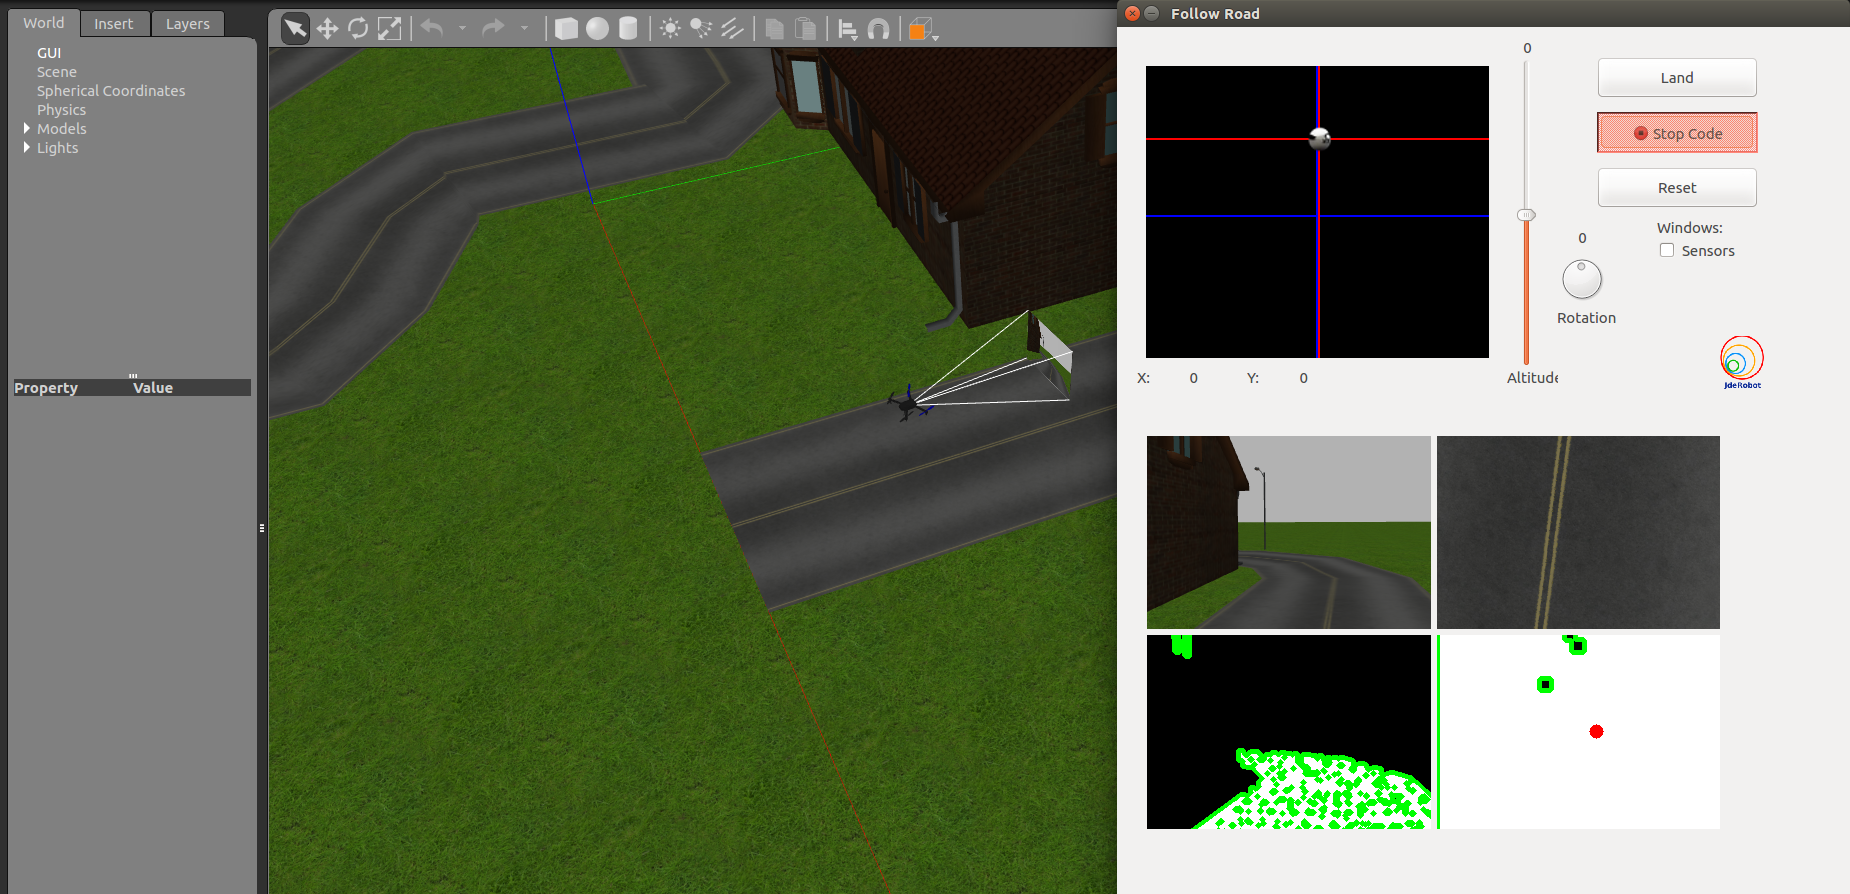 World Insert Layers
GUI
Scene
Spherical Coordinates
Physics
Models
Lights
Property Value
Follow Road
0
Land
Stop Code
Reset
Windows:
Sensors
0
Rotation
X: 0 Y: 0
Altitude
JdeRobot